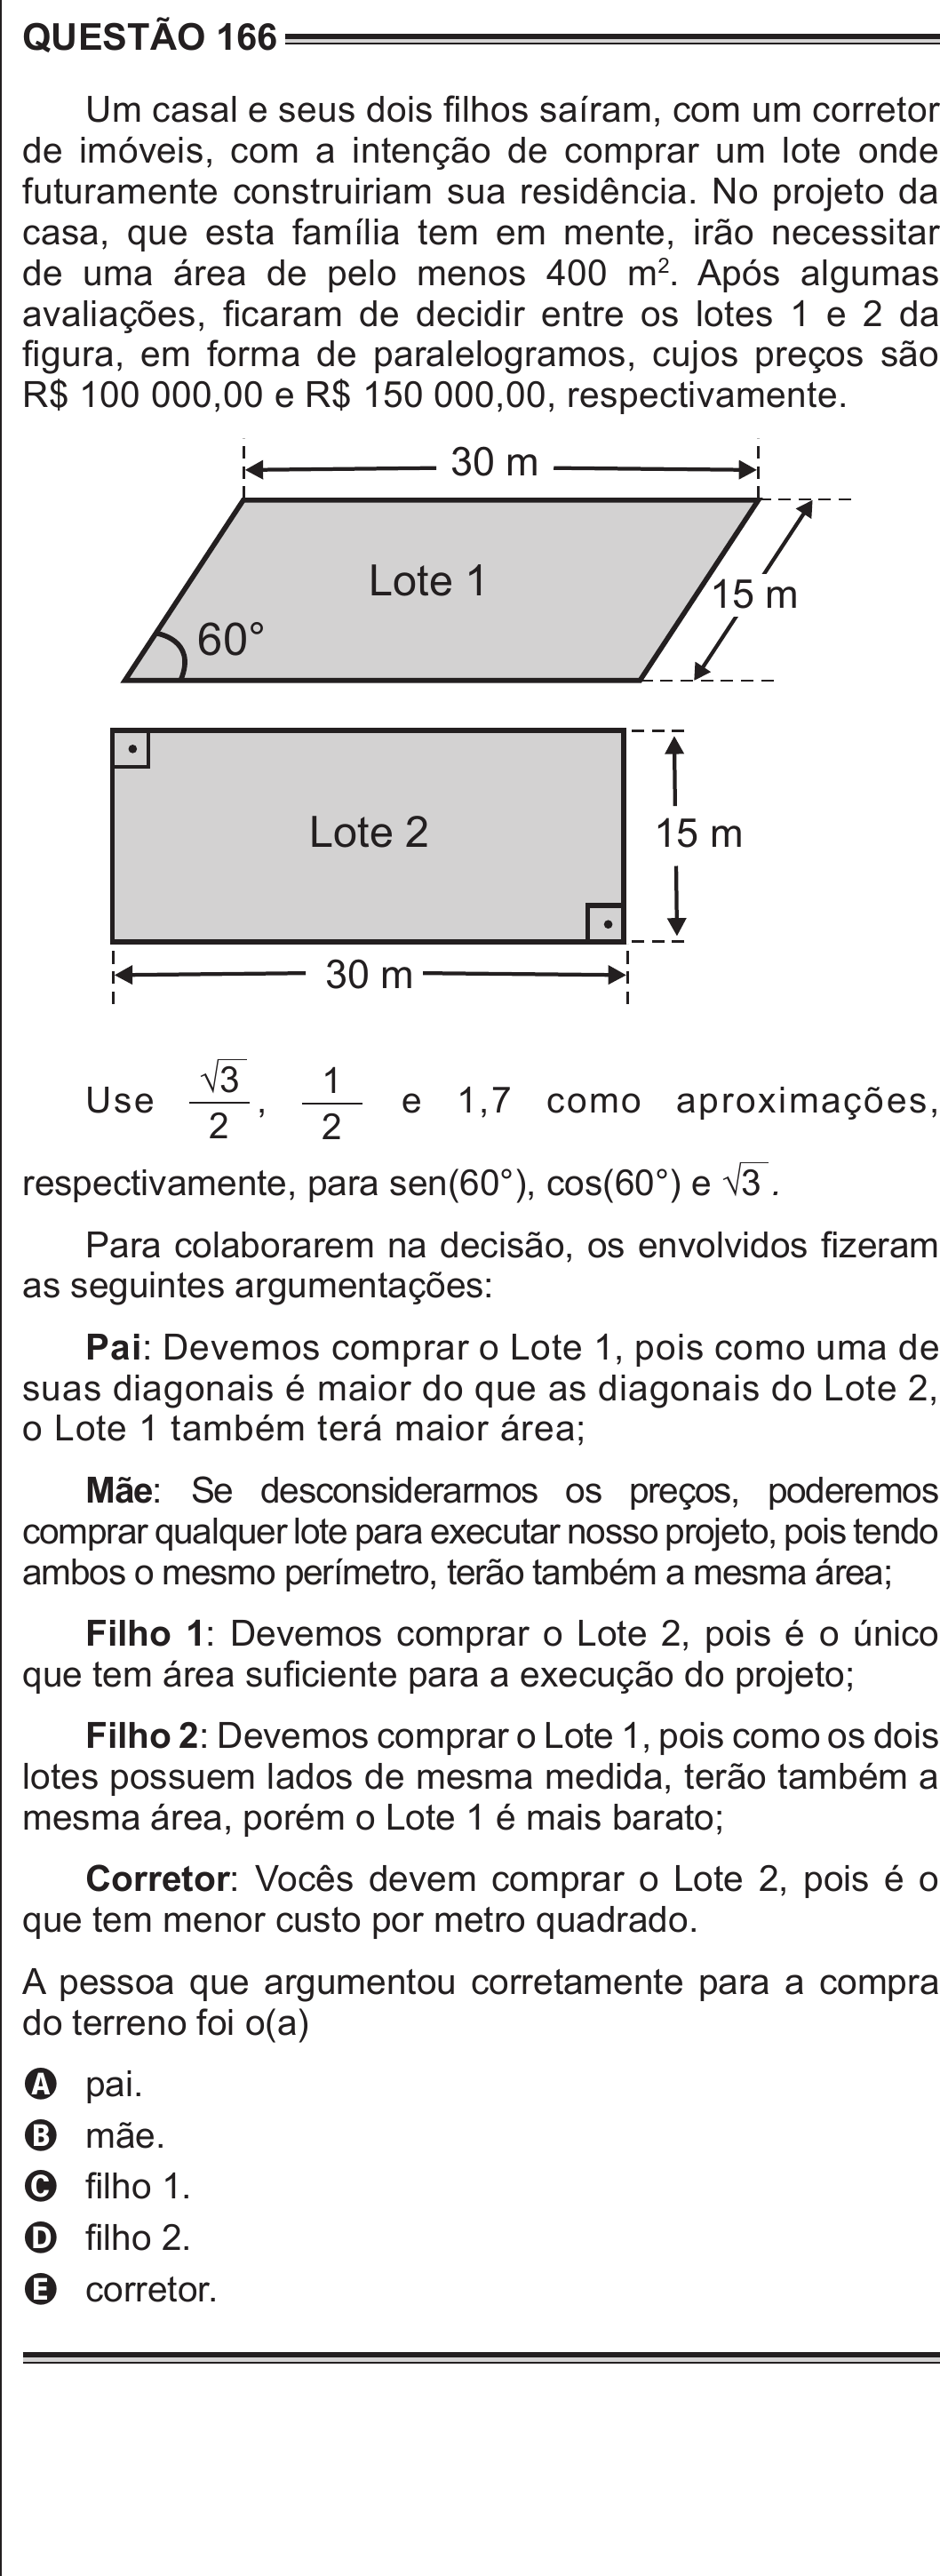 QUESTÃO 166
Um casal e seus dois filhos saíram, com um corretor
de imóveis, com a intenção de comprar um lote onde
futuramente construiriam sua residência. No projeto da
casa, que esta família tem em mente, irão necessitar
de uma área de pelo menos 400 m². Após algumas
avaliações, ficaram de decidir entre os lotes 1 e 2 da
figura, em forma de paralelogramos, cujos preços são
R$ 100 000,00 e R$ 150 000,00, respectivamente.
30 m
Lote 1
15 m
60°
Lote 2
15 m
30 m
Use √3/2, 1/2 e 1,7 como aproximações,
respectivamente, para sen(60°), cos(60°) e √3.
Para colaborarem na decisão, os envolvidos fizeram
as seguintes argumentações:
Pai: Devemos comprar o Lote 1, pois como uma de
suas diagonais é maior do que as diagonais do Lote 2,
o Lote 1 também terá maior área;
Mãe: Se desconsiderarmos os preços, poderemos
comprar qualquer lote para executar nosso projeto, pois tendo
ambos o mesmo perímetro, terão também a mesma área;
Filho 1: Devemos comprar o Lote 2, pois é o único
que tem área suficiente para a execução do projeto;
Filho 2: Devemos comprar o Lote 1, pois como os dois
lotes possuem lados de mesma medida, terão também a
mesma área, porém o Lote 1 é mais barato;
Corretor: Vocês devem comprar o Lote 2, pois é o
que tem menor custo por metro quadrado.
A pessoa que argumentou corretamente para a compra
do terreno foi o(a)
A pai.
B mãe.
C filho 1.
D filho 2.
E corretor.